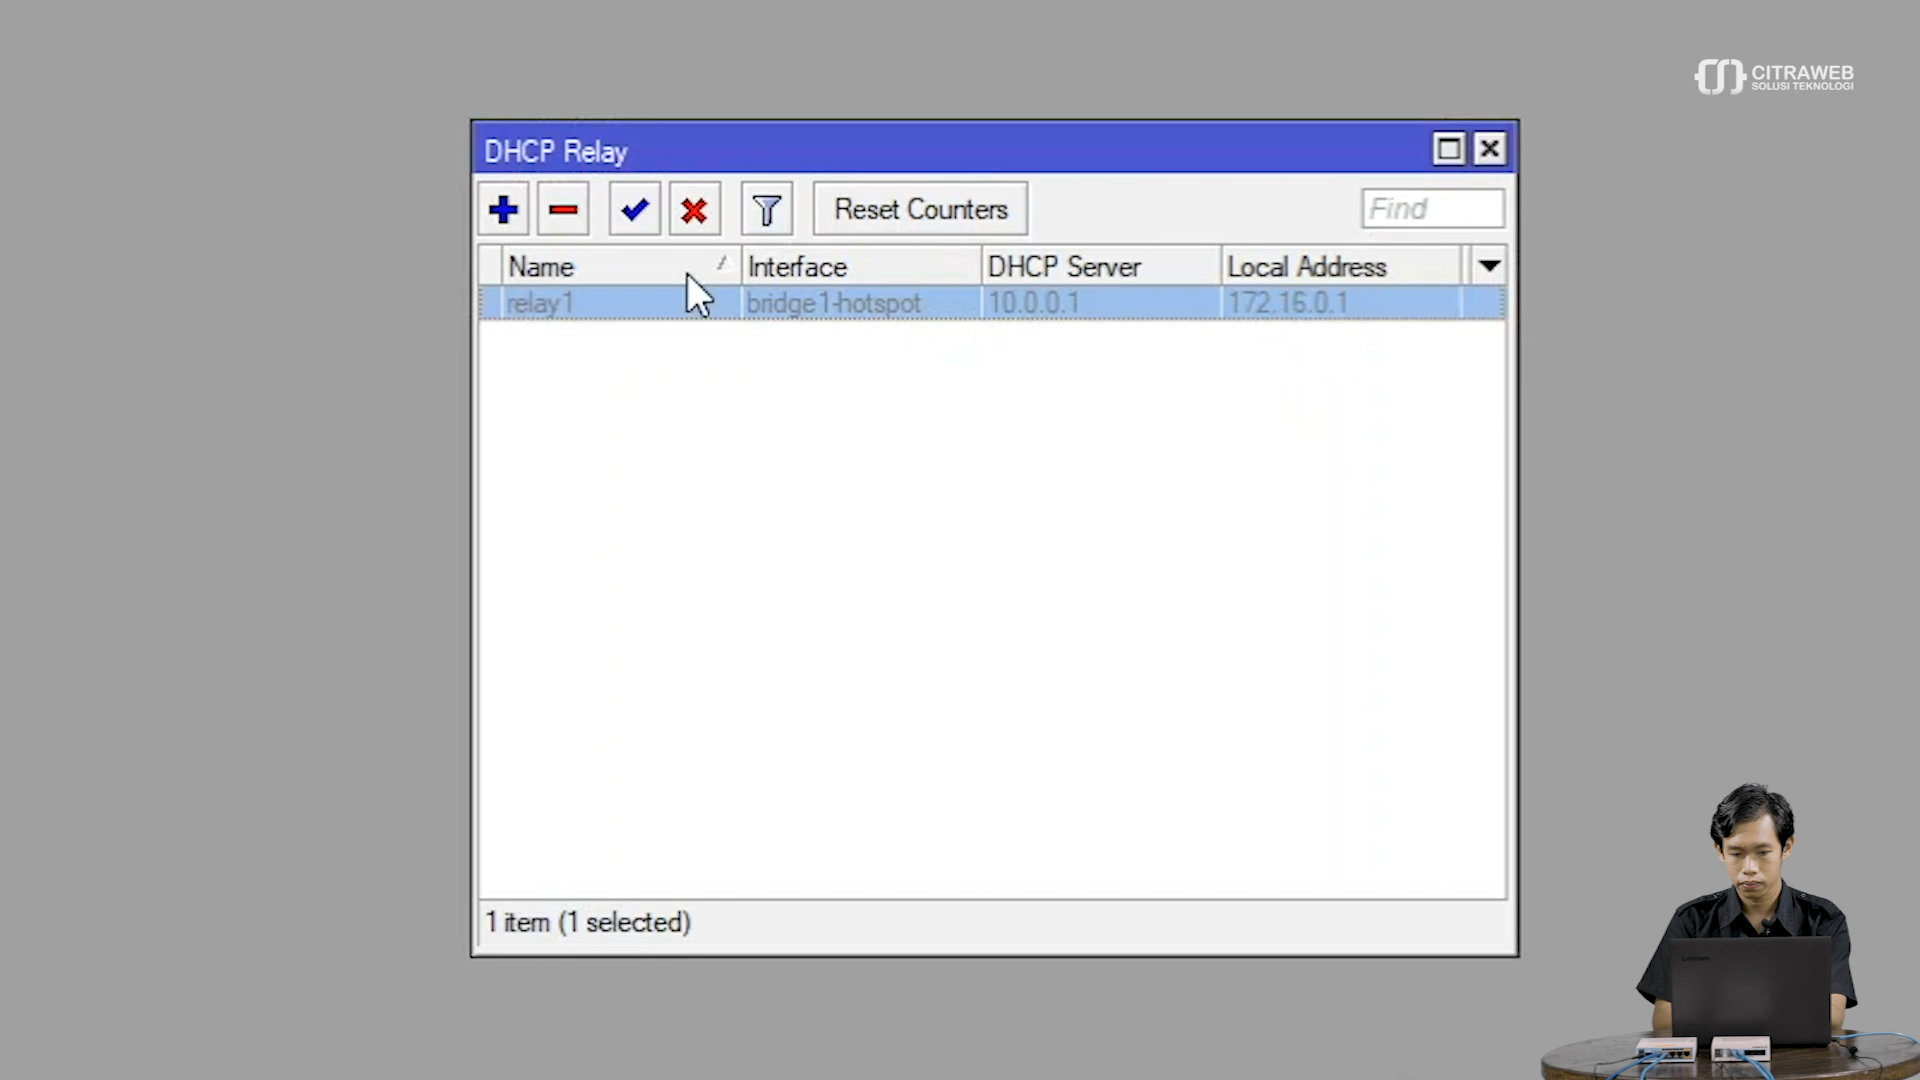 CITRAWEB
SOLUSI TEKNOLOGI
DHCP Relay
Reset Counters
Find
Name Interface DHCP Server Local Address
relay1 bridge1-hotspot 10.0.0.1 172.16.0.1
1 item (1 selected)
Lenovo